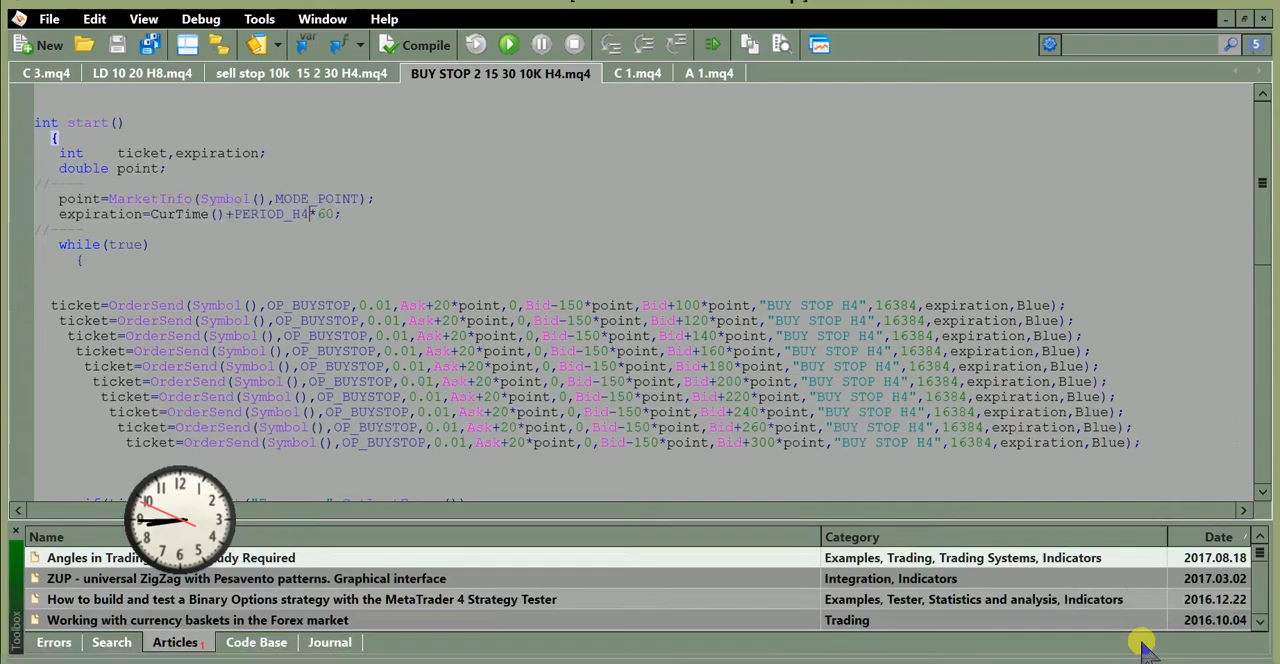 File Edit View Debug Tools Window Help
New Compile 5
C 3.mq4 LD 10 20 H8.mq4 sell stop 10k 15 2 30 H4.mq4 BUY STOP 2 15 30 10K H4.mq4 C 1.mq4 A 1.mq4
int start()
{
int ticket,expiration;
double point;
//----
point=MarketInfo(Symbol(),MODE_POINT);
expiration=CurTime()+PERIOD_H4*60;
//----
while(true)
{
ticket=OrderSend(Symbol(),OP_BUYSTOP,0.01,Ask+20*point,0,Bid-150*point,Bid+100*point,"BUY STOP H4",16384,expiration,Blue);
ticket=OrderSend(Symbol(),OP_BUYSTOP,0.01,Ask+20*point,0,Bid-150*point,Bid+120*point,"BUY STOP H4",16384,expiration,Blue);
ticket=OrderSend(Symbol(),OP_BUYSTOP,0.01,Ask+20*point,0,Bid-150*point,Bid+140*point,"BUY STOP H4",16384,expiration,Blue);
ticket=OrderSend(Symbol(),OP_BUYSTOP,0.01,Ask+20*point,0,Bid-150*point,Bid+160*point,"BUY STOP H4",16384,expiration,Blue);
ticket=OrderSend(Symbol(),OP_BUYSTOP,0.01,Ask+20*point,0,Bid-150*point,Bid+180*point,"BUY STOP H4",16384,expiration,Blue);
ticket=OrderSend(Symbol(),OP_BUYSTOP,0.01,Ask+20*point,0,Bid-150*point,Bid+200*point,"BUY STOP H4",16384,expiration,Blue);
ticket=OrderSend(Symbol(),OP_BUYSTOP,0.01,Ask+20*point,0,Bid-150*point,Bid+220*point,"BUY STOP H4",16384,expiration,Blue);
ticket=OrderSend(Symbol(),OP_BUYSTOP,0.01,Ask+20*point,0,Bid-150*point,Bid+240*point,"BUY STOP H4",16384,expiration,Blue);
ticket=OrderSend(Symbol(),OP_BUYSTOP,0.01,Ask+20*point,0,Bid-150*point,Bid+260*point,"BUY STOP H4",16384,expiration,Blue);
ticket=OrderSend(Symbol(),OP_BUYSTOP,0.01,Ask+20*point,0,Bid-150*point,Bid+300*point,"BUY STOP H4",16384,expiration,Blue);
12 1 2 3 4 5 6 7 8 9 10 11
Name Category Date
Angles in Required Examples, Trading, Trading Systems, Indicators 2017.08.18
ZUP - universal ZigZag with Pesavento patterns. Graphical interface Integration, Indicators 2017.03.02
How to build and test a Binary Options strategy with the MetaTrader 4 Strategy Tester Examples, Tester, Statistics and analysis, Indicators 2016.12.22
Working with currency baskets in the Forex market Trading 2016.10.04
Toolbox
Errors Search Articles 1 Code Base Journal